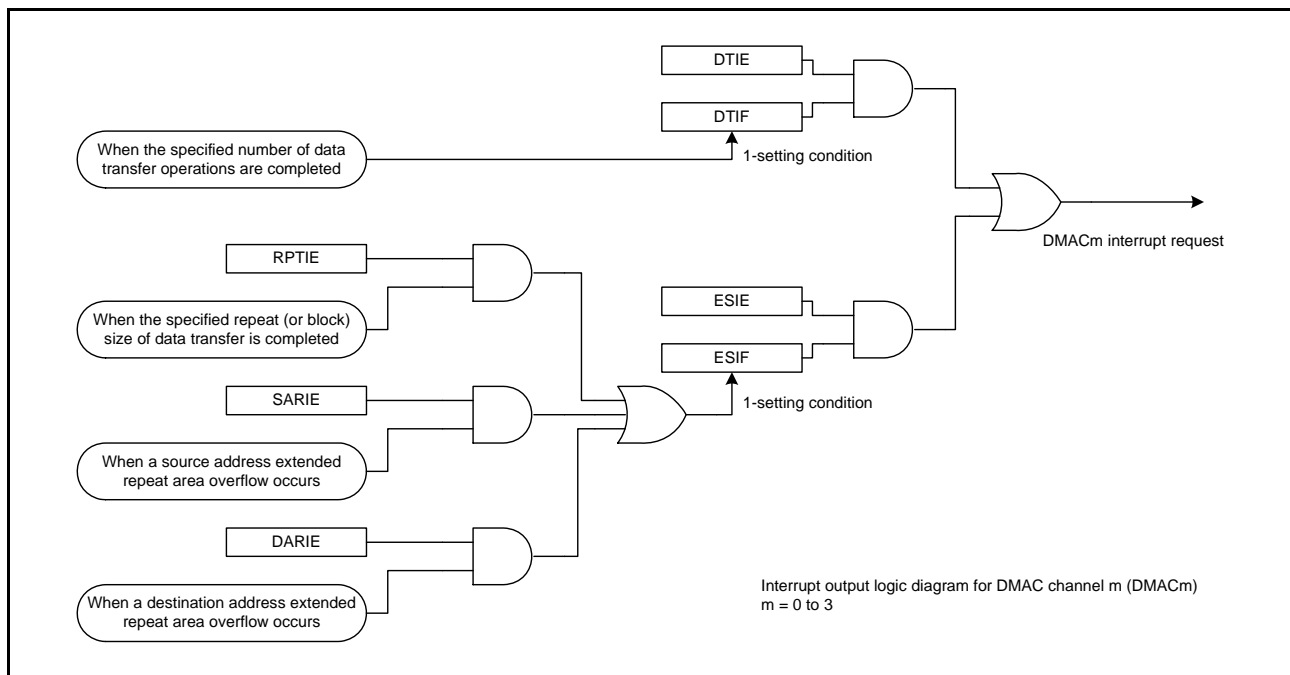 DTIE
DTIF
When the specified number of data
transfer operations are completed
1-setting condition
DMACm interrupt request
RPTIE
When the specified repeat (or block)
size of data transfer is completed
ESIE
ESIF
1-setting condition
SARIE
When a source address extended
repeat area overflow occurs
DARIE
When a destination address extended
repeat area overflow occurs
Interrupt output logic diagram for DMAC channel m (DMACm)
m = 0 to 3